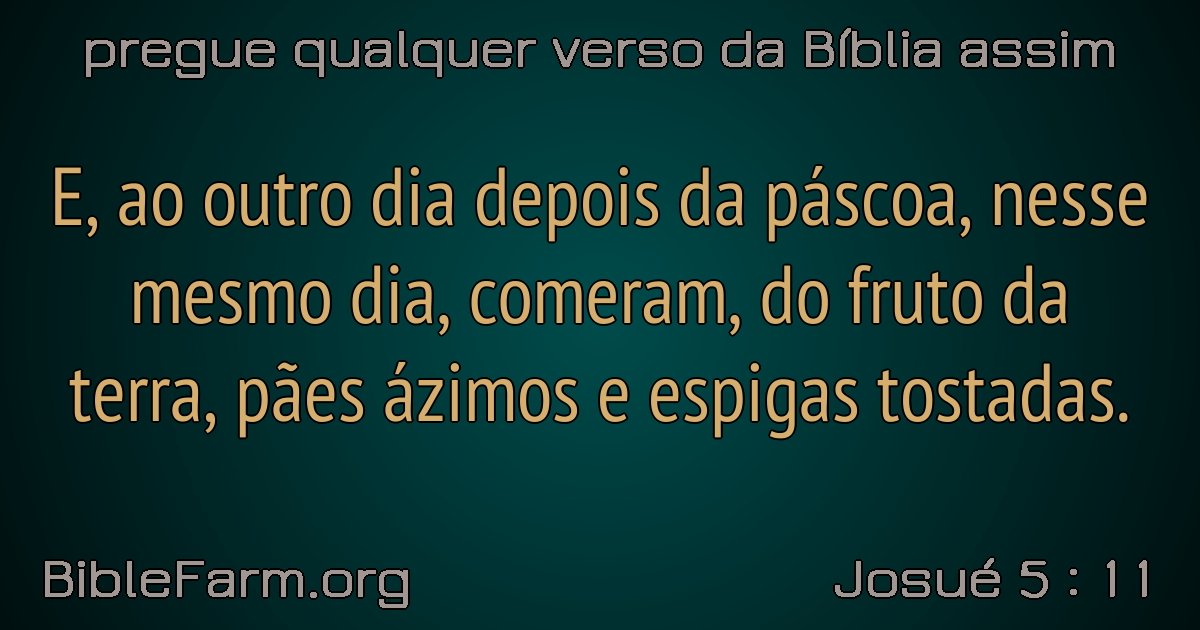 pregue qualquer verso da Bíblia assim
E, ao outro dia depois da páscoa, nesse
mesmo dia, comeram, do fruto da
terra, pães ázimos e espigas tostadas.
BibleFarm.org
Josué 5 : 11